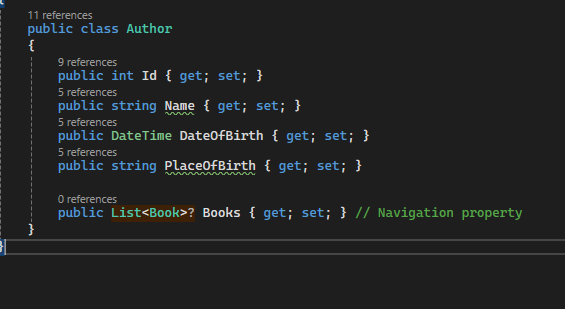 11 references
public class Author
{
9 references
public int Id { get; set; }
5 references
public string Name { get; set; }
5 references
public DateTime DateOfBirth { get; set; }
5 references
public string PlaceOfBirth { get; set; }
0 references
public List<Book>? Books { get; set; } // Navigation property
}
}